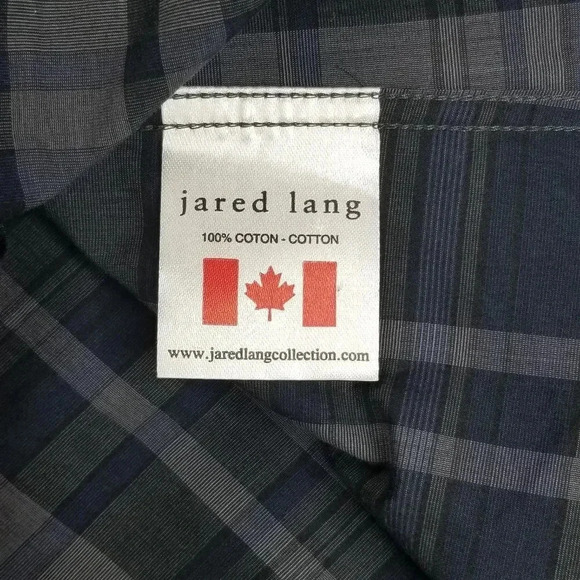 jared lang
100% COTON - COTTON
www.jaredlangcollection.com